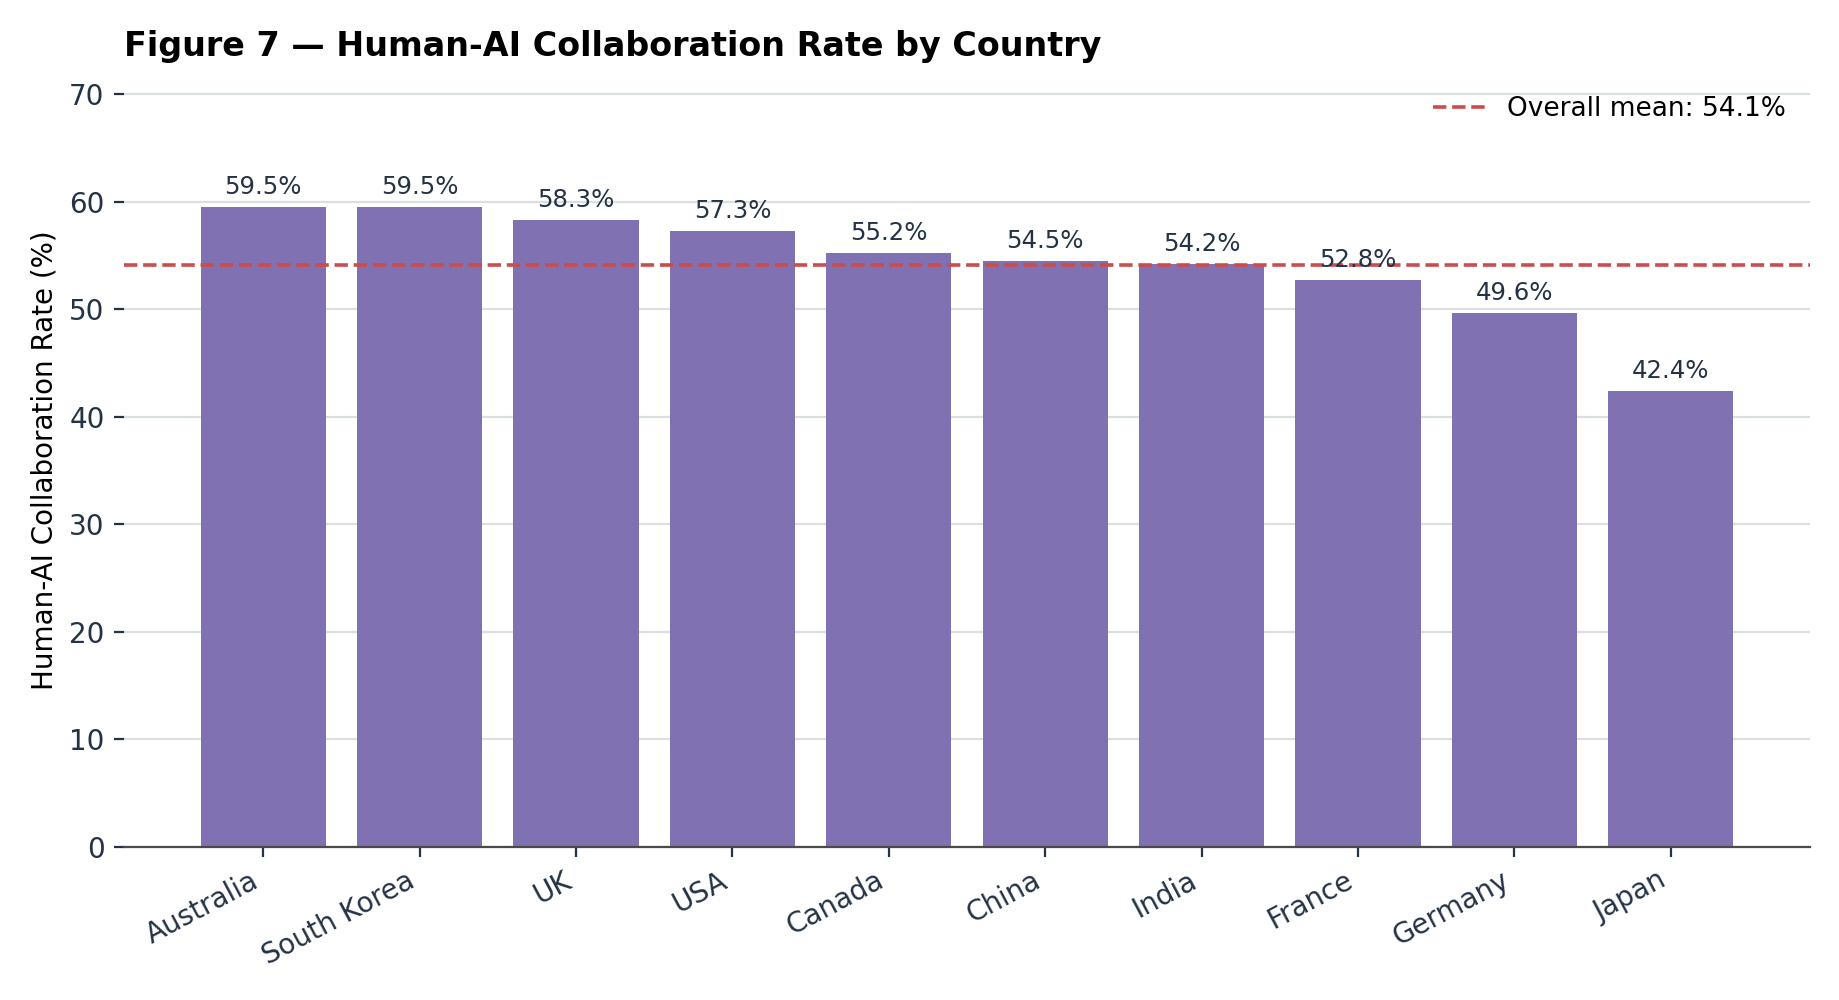 Figure 7 — Human-AI Collaboration Rate by Country
Overall mean: 54.1%
Human-AI Collaboration Rate (%)
70
60
50
40
30
20
10
0
59.5%
59.5%
58.3%
57.3%
55.2%
54.5%
54.2%
52.8%
49.6%
42.4%
Australia
South Korea
UK
USA
Canada
China
India
France
Germany
Japan